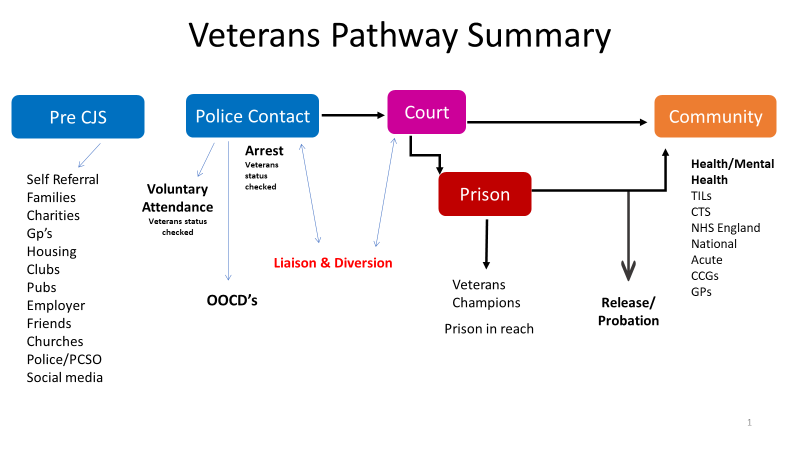 Veterans Pathway Summary
Pre CJS
Police Contact
Court
Community
Prison
Self Referral
Families
Charities
Gp's
Housing
Clubs
Pubs
Employer
Friends
Churches
Police/PCSO
Social media
Voluntary
Attendance
Veterans status
checked
Arrest
Veterans
status
checked
OOCD's
Liaison & Diversion
Veterans
Champions
Prison in reach
Release/
Probation
Health/Mental
Health
TILs
CTS
NHS England
National
Acute
CCGs
GPs
1